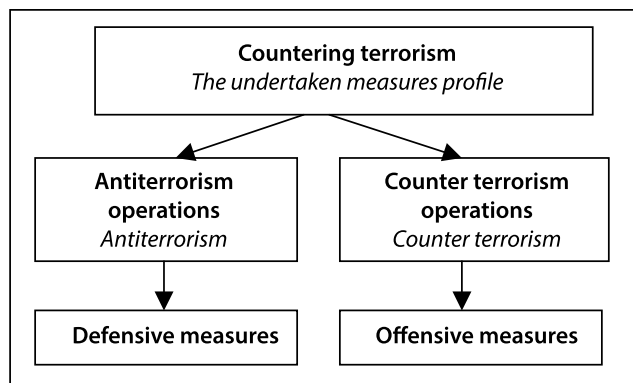 Countering terrorism
The undertaken measures profile
Antiterrorism
operations
Antiterrorism
Counter terrorism
operations
Counter terrorism
Defensive measures
Offensive measures